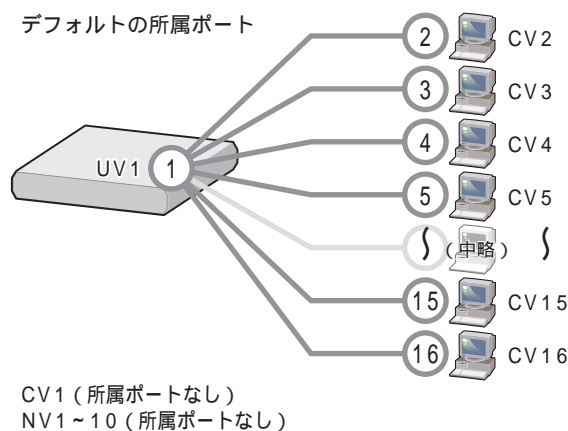 デフォルトの所属ポート
2 CV2
3 CV3
4 CV4
UV1 1
5 CV5
〜 (中略) 〜
15 CV15
16 CV16
CV1(所属ポートなし)
NV1~10(所属ポートなし)